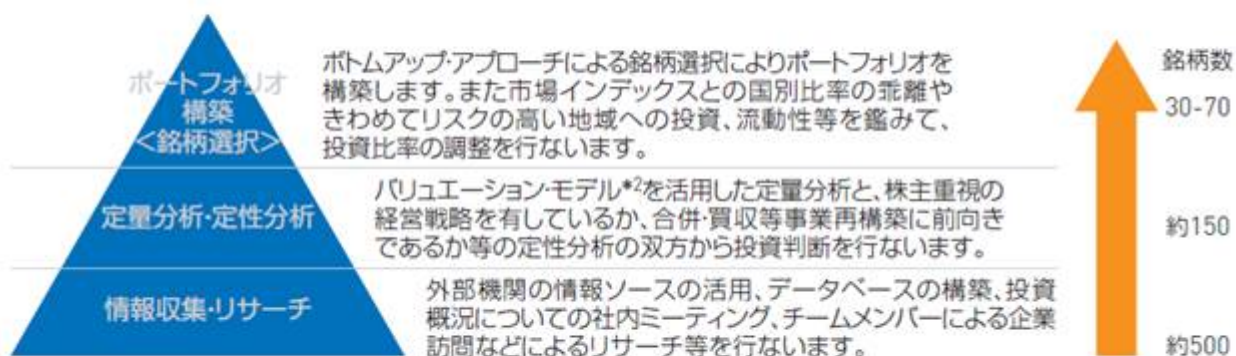 ポートフォリオ
構築
<銘柄選択>
ボトムアップ・アプローチによる銘柄選択によりポートフォリオを
構築します。また市場インデックスとの国別比率の乖離や
きわめてリスクの高い地域への投資、流動性等を鑑みて、
投資比率の調整を行ないます。
銘柄数
30-70
定量分析・定性分析
バリュエーション・モデル*2を活用した定量分析と、株主重視の
経営戦略を有しているか、合併・買収等事業再構築に前向き
であるか等の定性分析の双方から投資判断を行ないます。
約150
情報収集・リサーチ
外部機関の情報ソースの活用、データベースの構築、投資
概況についての社内ミーティング、チームメンバーによる企業
訪問などによるリサーチ等を行ないます。
約500